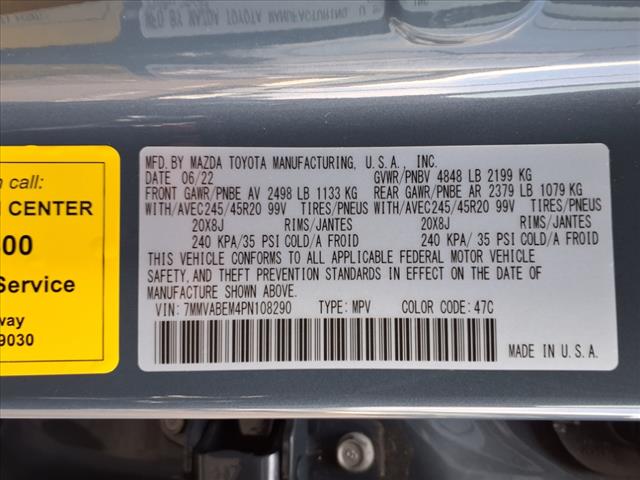 MFD. BY MAZDA TOYOTA MANUFACTURING, U.S.A., INC.
DATE 06/22 GVWR/PNBV 4848 LB 2199 KG
FRONT GAWR/PNBE AV 2498 LB 1133 KG REAR GAWR/PNBE AR 2379 LB 1079 KG
WITH/AVEC245/45R20 99V TIRES/PNEUS WITH/AVEC245/45R20 99V TIRES/PNEUS
20X8J RIMS/JANTES 20X8J RIMS/JANTES
240 KPA/ 35 PSI COLD/A FROID 240 KPA/ 35 PSI COLD/A FROID
THIS VEHICLE CONFORMS TO ALL APPLICABLE FEDERAL MOTOR VEHICLE
SAFETY, AND THEFT PREVENTION STANDARDS IN EFFECT ON THE DATE OF
MANUFACTURE SHOWN ABOVE.
VIN: 7MMVABEM4PN108290 TYPE: MPV COLOR CODE: 47C
MADE IN U.S.A.
call:
CENTER
00
Service
way
9030